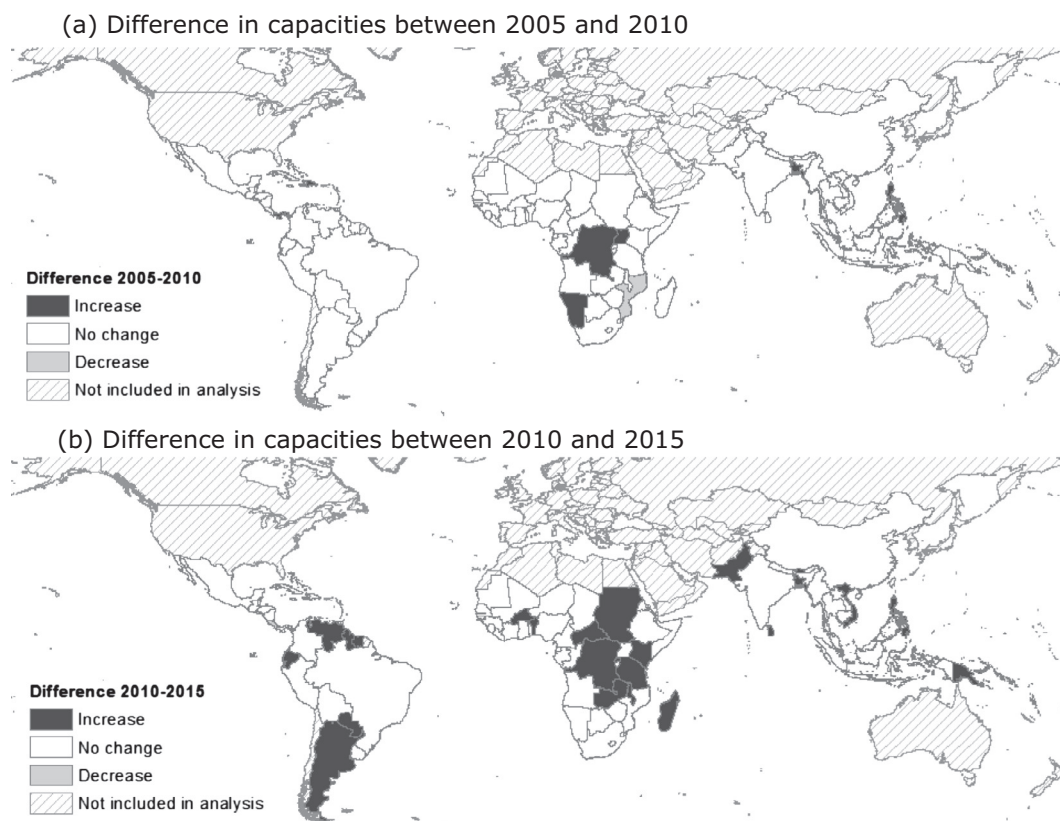 (a) Difference in capacities between 2005 and 2010
Difference 2005-2010
Increase
No change
Decrease
Not included in analysis
(b) Difference in capacities between 2010 and 2015
Difference 2010-2015
Increase
No change
Decrease
Not included in analysis